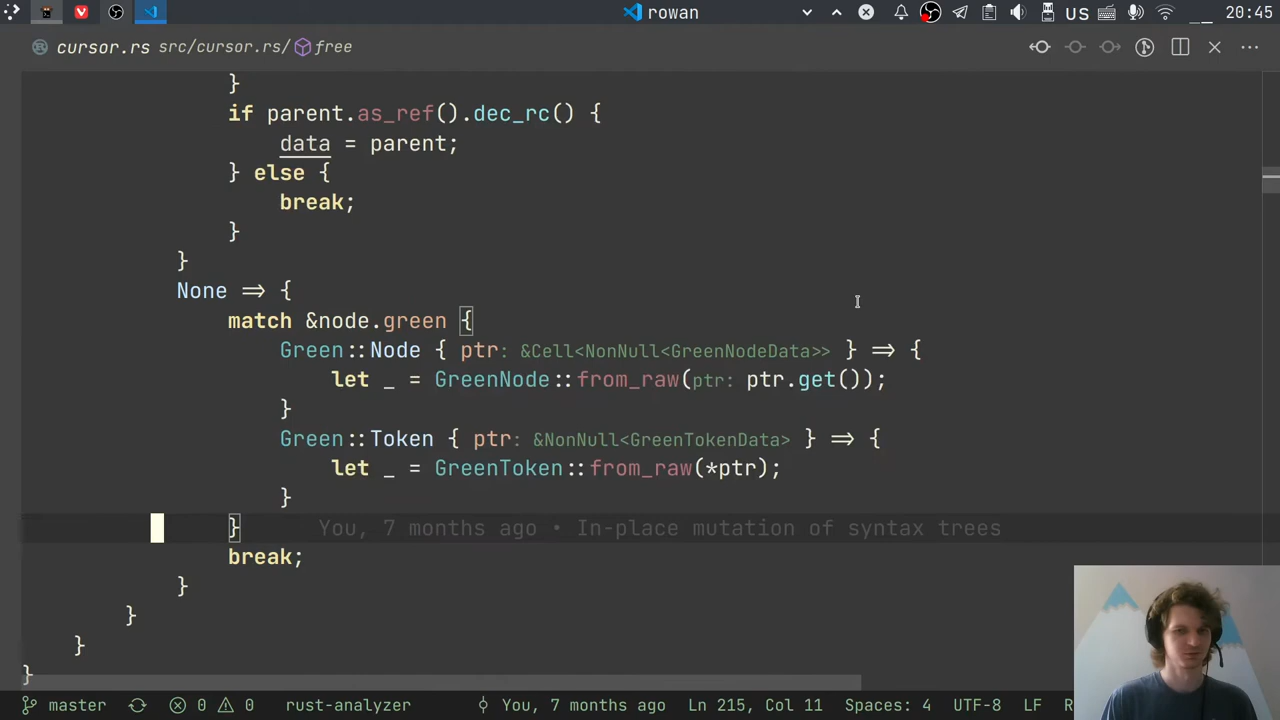 rowan
US
20:45
cursor.rs src/cursor.rs/ free
}
if parent.as_ref().dec_rc() {
data = parent;
} else {
break;
}
}
None => {
match &node.green {
Green::Node { ptr: &Cell<NonNull<GreenNodeData>> } => {
let _ = GreenNode::from_raw(ptr: ptr.get());
}
Green::Token { ptr: &NonNull<GreenTokenData> } => {
let _ = GreenToken::from_raw(*ptr);
}
} You, 7 months ago • In-place mutation of syntax trees
break;
}
}
}
}
master 0 0 rust-analyzer You, 7 months ago Ln 215, Col 11 Spaces: 4 UTF-8 LF